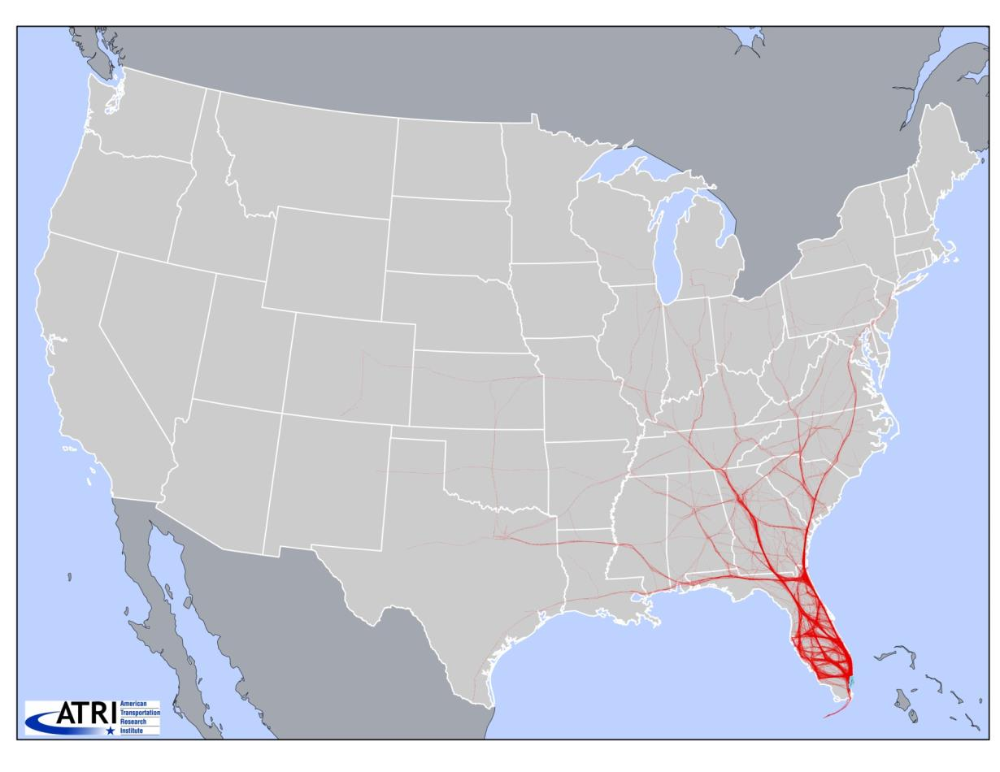 ATRI
American
Transportation
Research
Institute